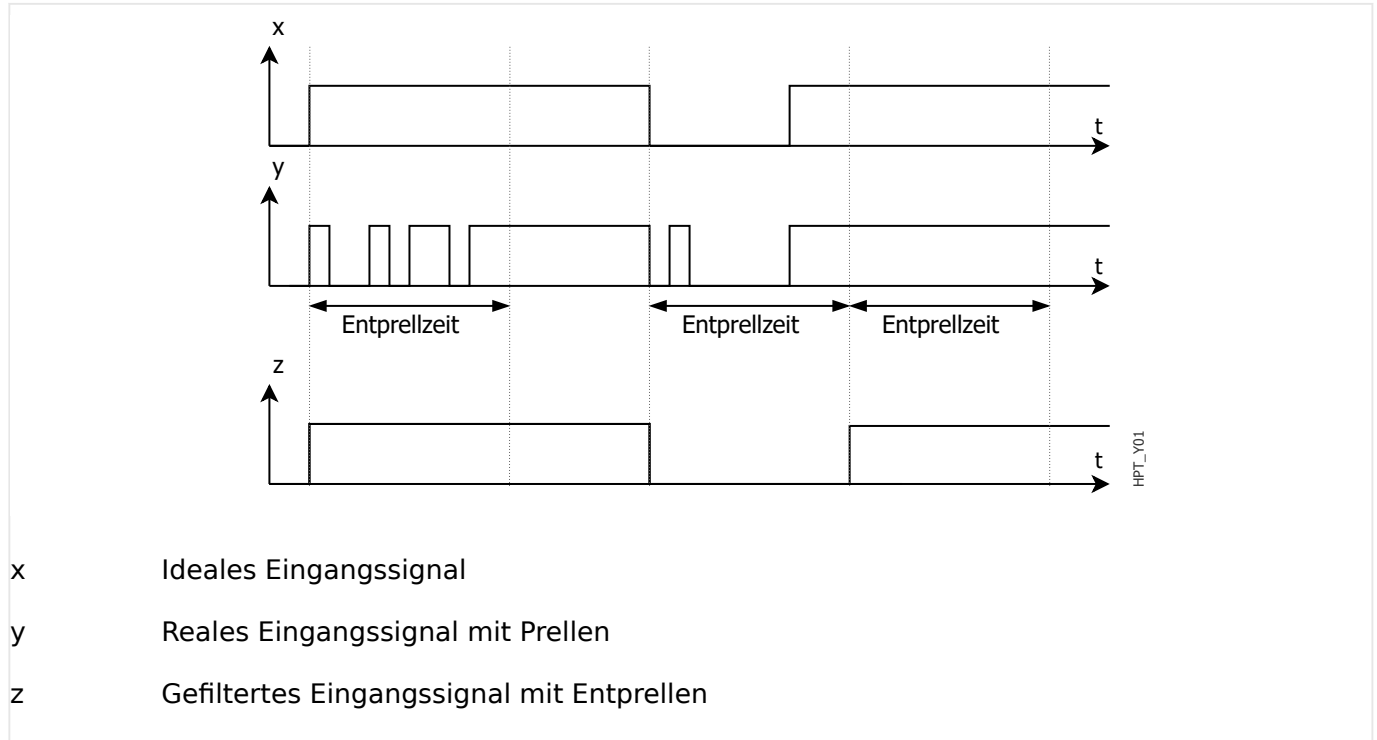 x
t
y
t
Entprellzeit Entprellzeit Entprellzeit
z
t
HPT_Y01
x Ideales Eingangssignal
y Reales Eingangssignal mit Prellen
z Gefiltertes Eingangssignal mit Entprellen